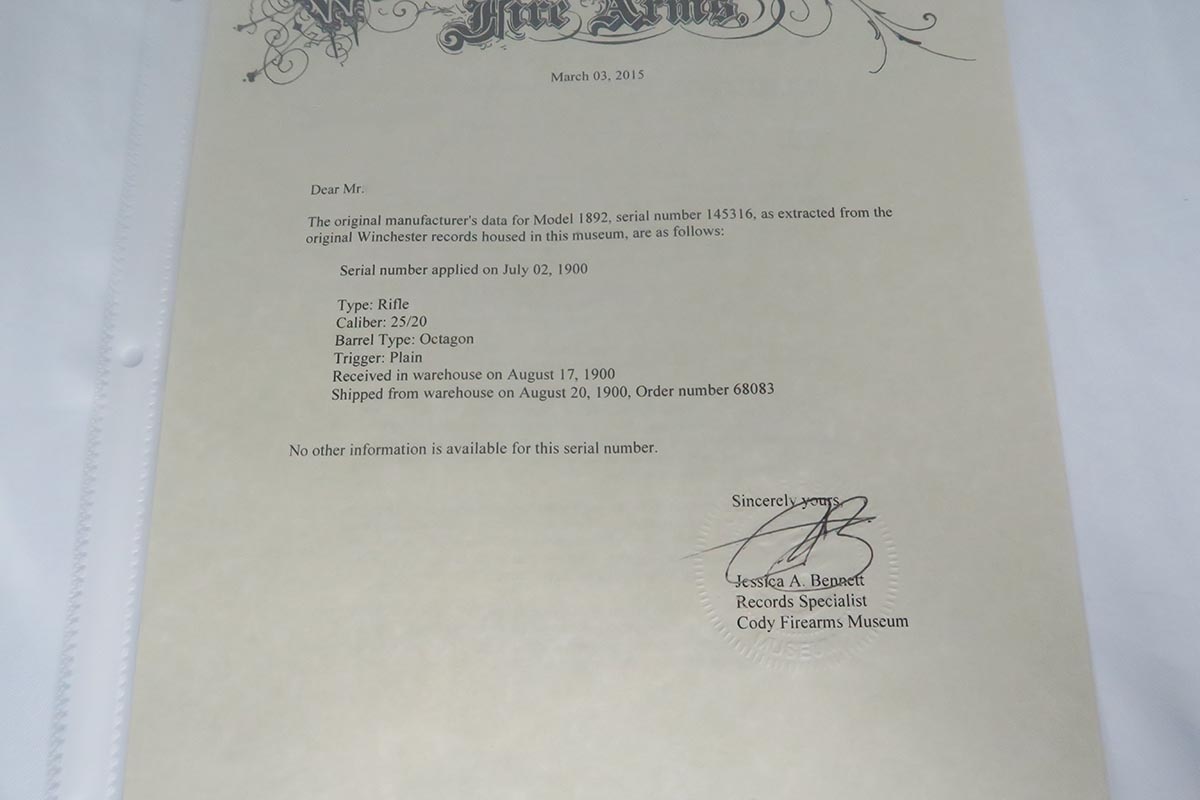 Fire Arms,
March 03, 2015
Dear Mr.
The original manufacturer's data for Model 1892, serial number 145316, as extracted from the
original Winchester records housed in this museum, are as follows:
Serial number applied on July 02, 1900
Type: Rifle
Caliber: 25/20
Barrel Type: Octagon
Trigger: Plain
Received in warehouse on August 17, 1900
Shipped from warehouse on August 20, 1900, Order number 68083
No other information is available for this serial number.
Sincerely yours,
Jessica A. Bennett
Records Specialist
Cody Firearms Museum